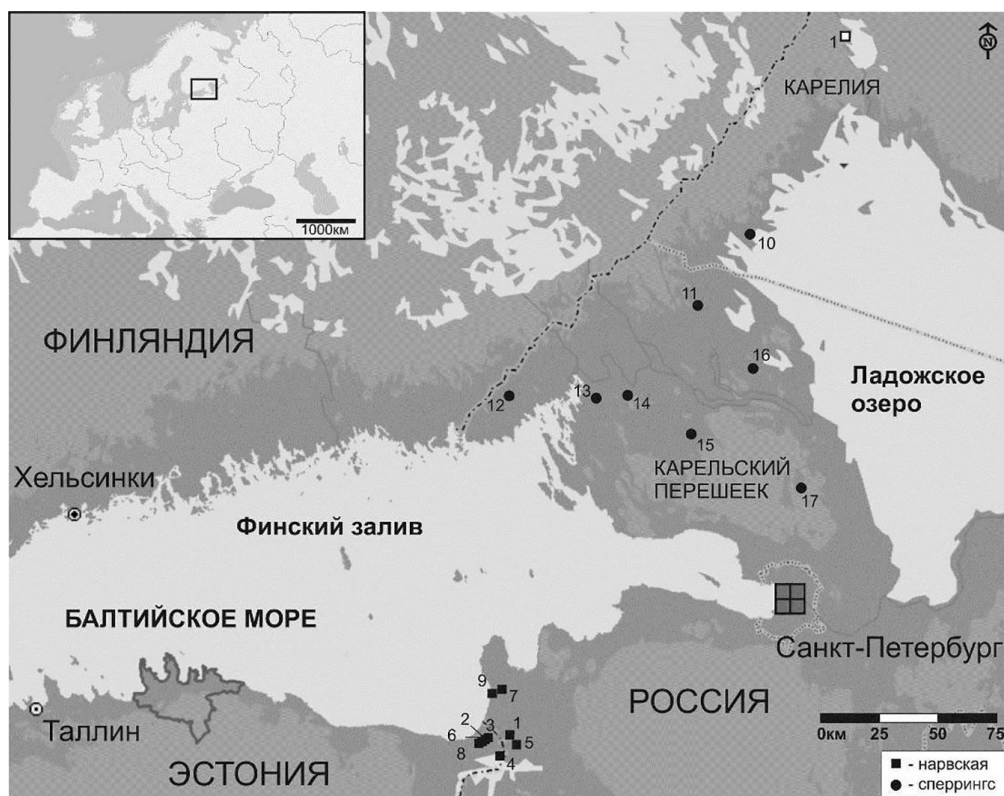 1000км
N
1
КАРЕЛИЯ
10
11
ФИНЛЯНДИЯ
16
Ладожское
озеро
12
13
14
15
КАРЕЛЬСКИЙ
ПЕРЕШЕЕК
17
Хельсинки
Финский залив
БАЛТИЙСКОЕ МОРЕ
Санкт-Петербург
9
7
РОССИЯ
Таллин
2
3
1
6
5
8
4
ЭСТОНИЯ
0км 25 50 75
- нарвская
- сперрингс